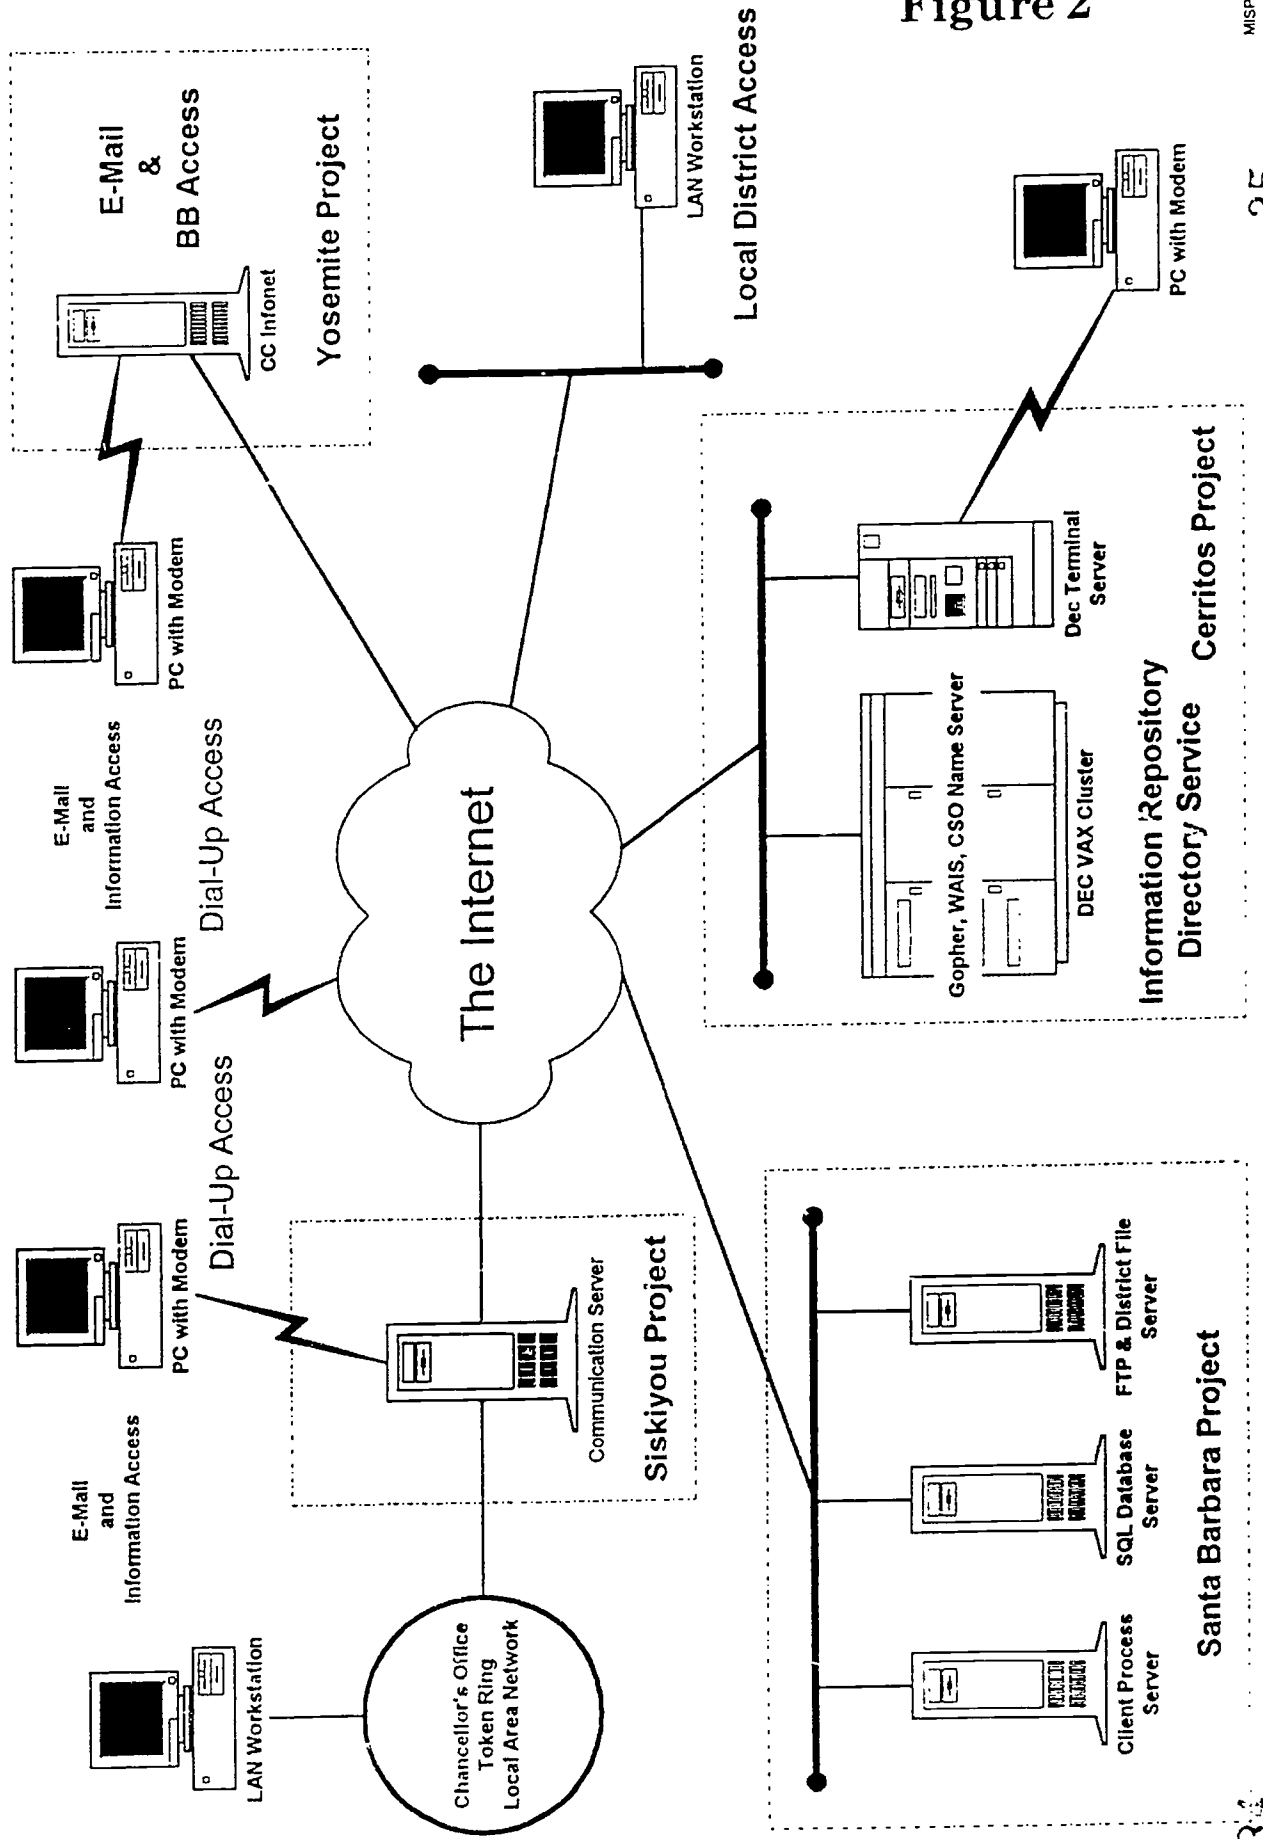 Figure 2
MISP
E-Mail
&
BB Access
CC Infonet
Yosemite Project
LAN Workstation
Local District Access
PC with Modem
E-Mail
and
Information Access
Dial-Up Access
PC with Modem
Dial-Up Access
PC with Modem
E-Mail
and
Information Access
LAN Workstation
Chancellor's Office
Token Ring
Local Area Network
Communication Server
Siskiyou Project
The Internet
Gopher, WAIS, CSO Name Server
DEC VAX Cluster
Dec Terminal
Server
Information Repository
Directory Service
Cerritos Project
PC with Modem
Client Process
Server
SQL Database
Server
FTP & District File
Server
Santa Barbara Project